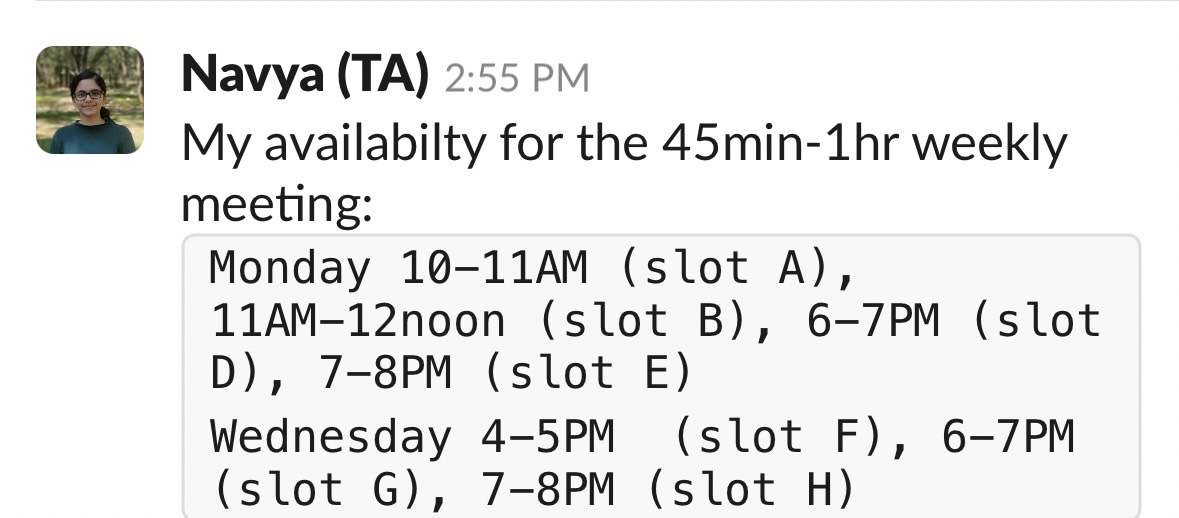 Navya (TA) 2:55 PM
My availabilty for the 45min-1hr weekly
meeting:
Monday 10–11AM (slot A),
11AM–12noon (slot B), 6–7PM (slot
D), 7–8PM (slot E)
Wednesday 4–5PM  (slot F), 6–7PM
(slot G), 7–8PM (slot H)